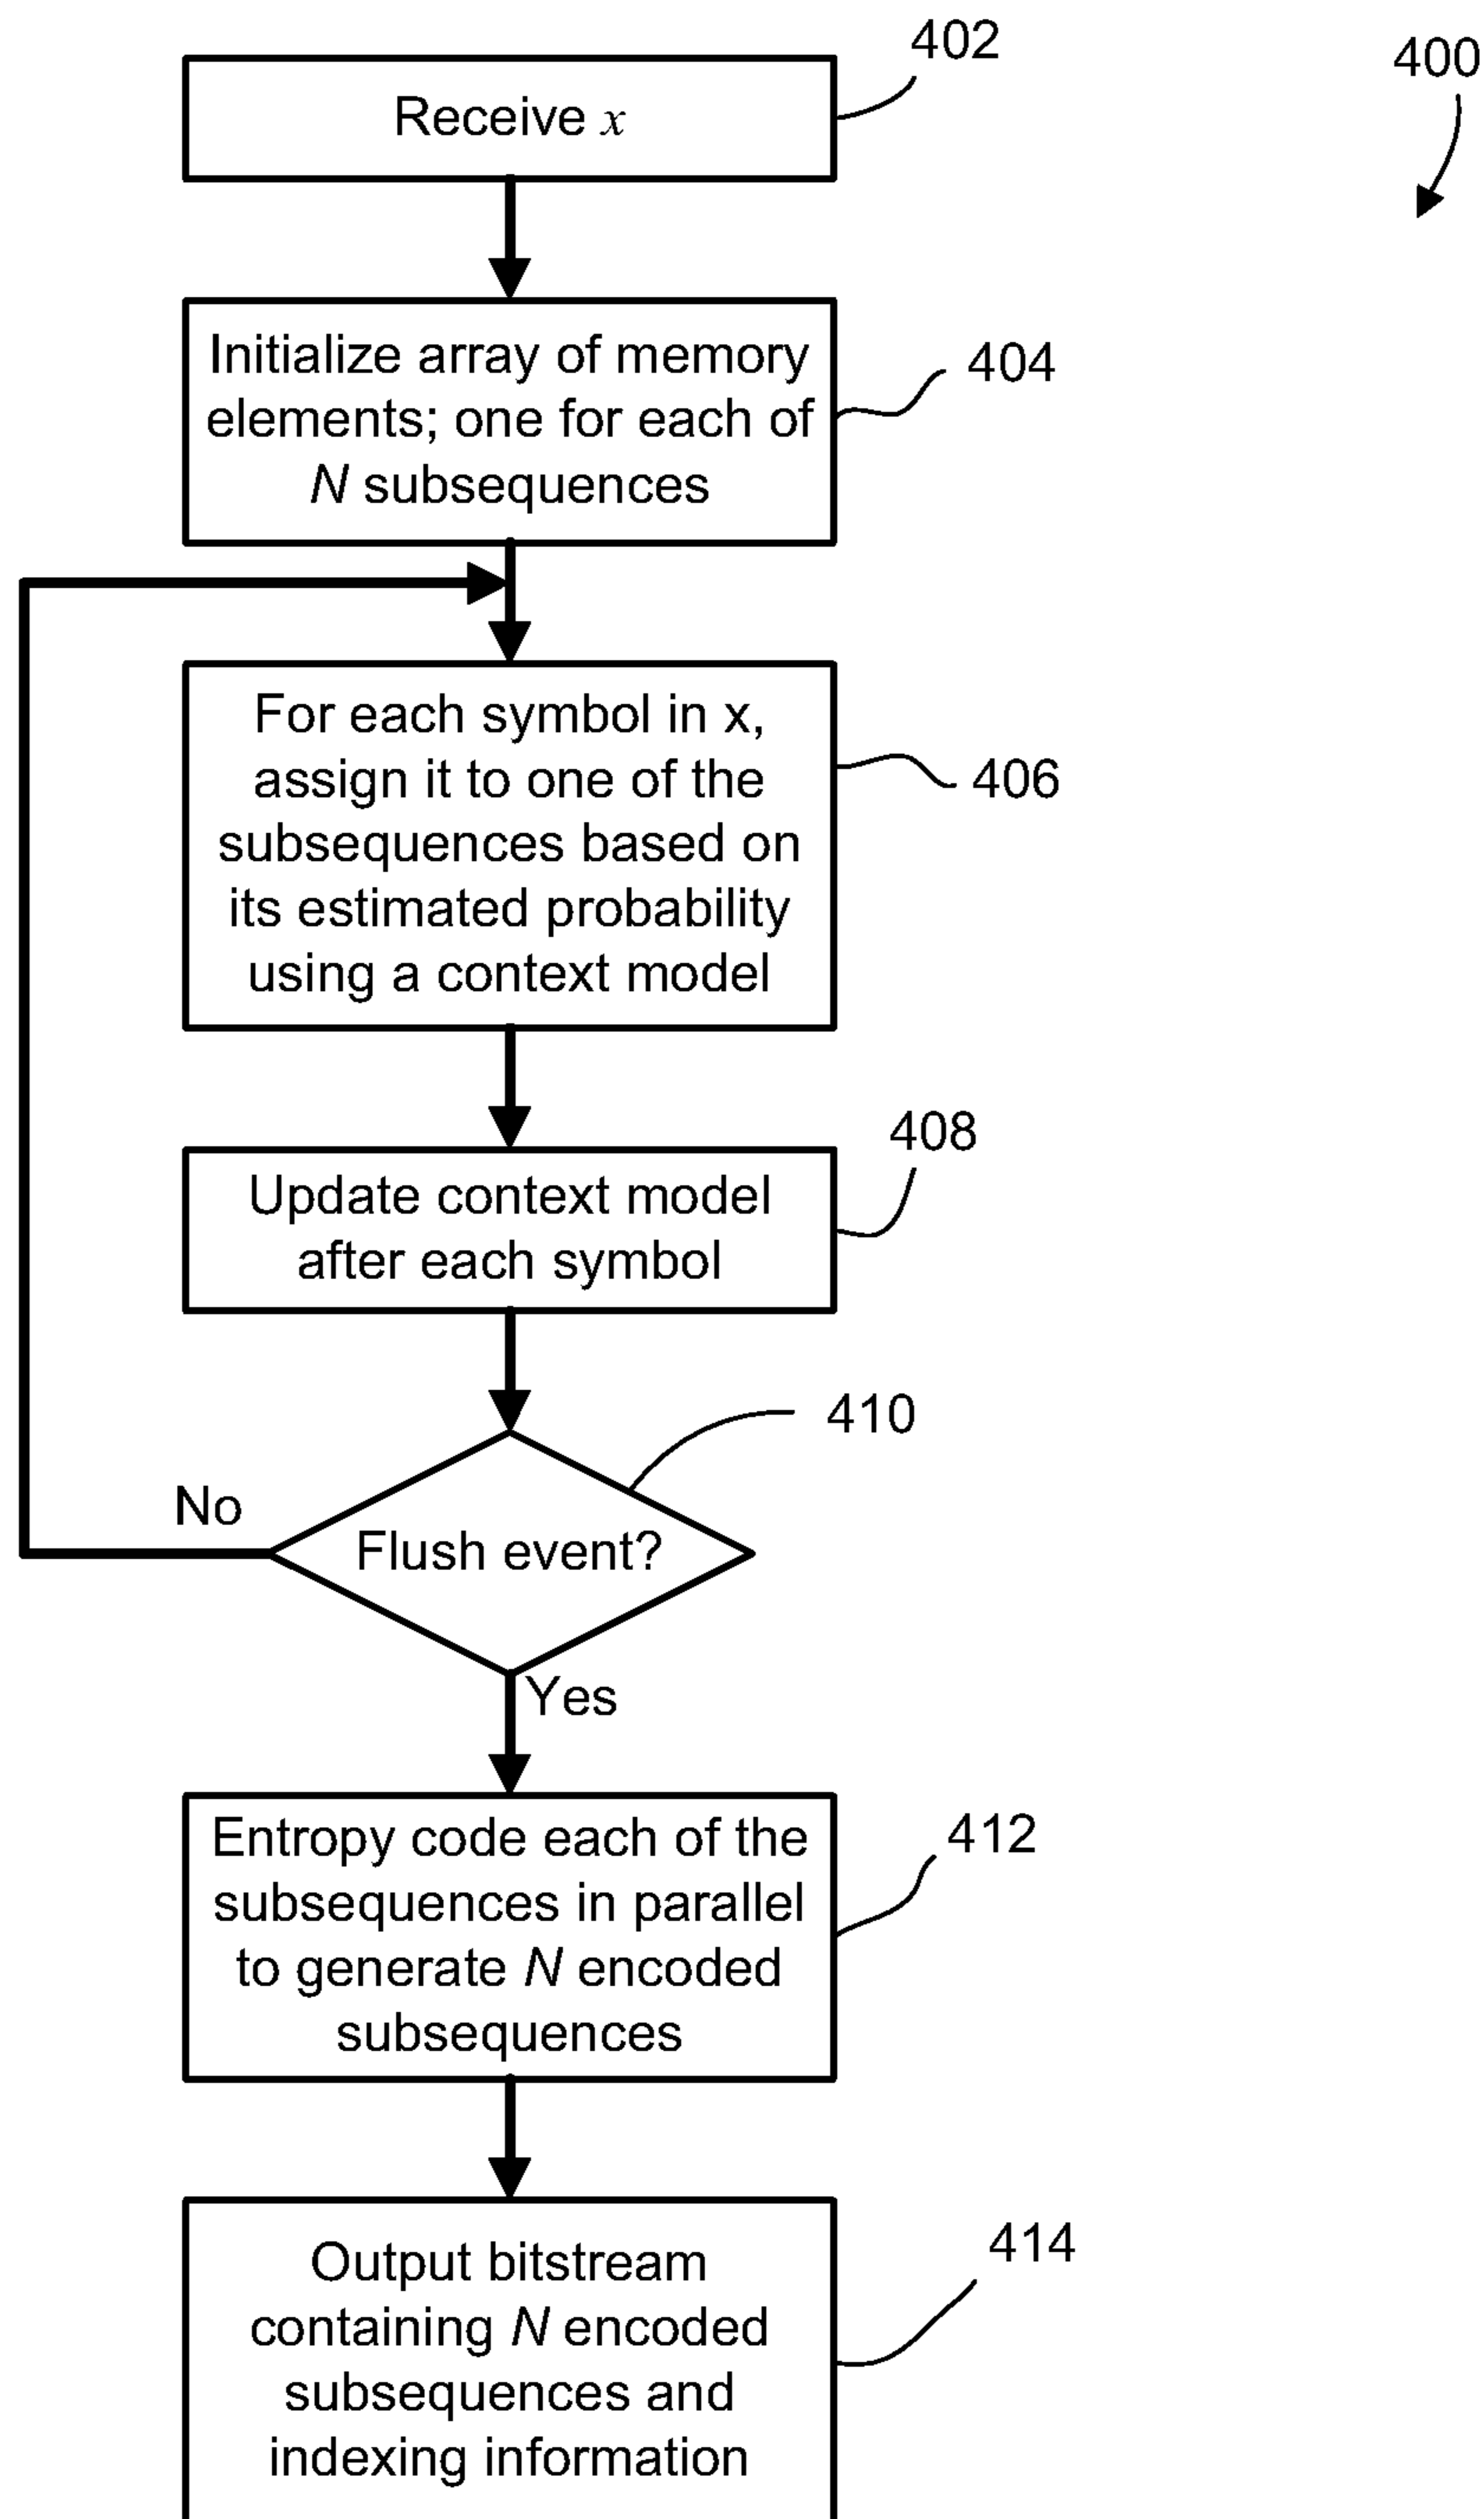 402
400
Receive x
Initialize array of memory
elements; one for each of
N subsequences
404
For each symbol in x,
assign it to one of the
subsequences based on
its estimated probability
using a context model
406
408
Update context model
after each symbol
410
No
Flush event?
Yes
Entropy code each of the
subsequences in parallel
to generate N encoded
subsequences
412
Output bitstream
containing N encoded
subsequences and
indexing information
414